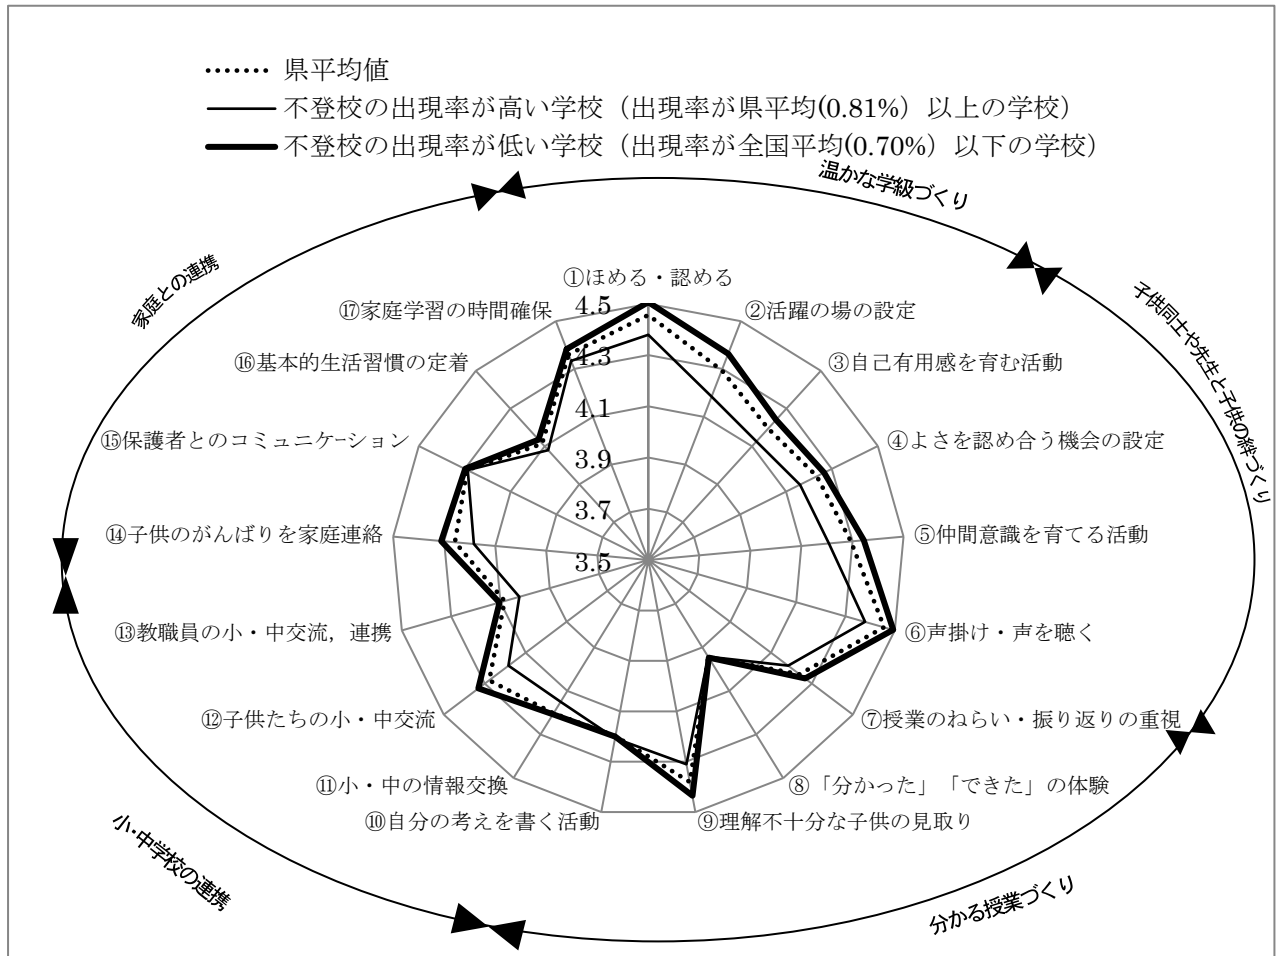 県平均値
不登校の出現率が高い学校（出現率が県平均(0.81%）以上の学校）
不登校の出現率が低い学校（出現率が全国平均(0.70%）以下の学校）
温かな学級づくり
家庭との連携
子供同士や先生と子供の絆づくり
①ほめる・認める
⑰家庭学習の時間確保
4.5
②活躍の場の設定
⑯基本的生活習慣の定着
4.3
③自己有用感を育む活動
4.1
⑮保護者とのコミュニケーション
④よさを認め合う機会の設定
3.9
3.7
⑭子供のがんばりを家庭連絡
⑤仲間意識を育てる活動
3.5
⑬教職員の小・中交流，連携
⑥声掛け・声を聴く
⑫子供たちの小・中交流
⑦授業のねらい・振り返りの重視
⑪小・中の情報交換
⑧「分かった」「できた」の体験
⑩自分の考えを書く活動
⑨理解不十分な子供の見取り
小・中学校の連携
分かる授業づくり